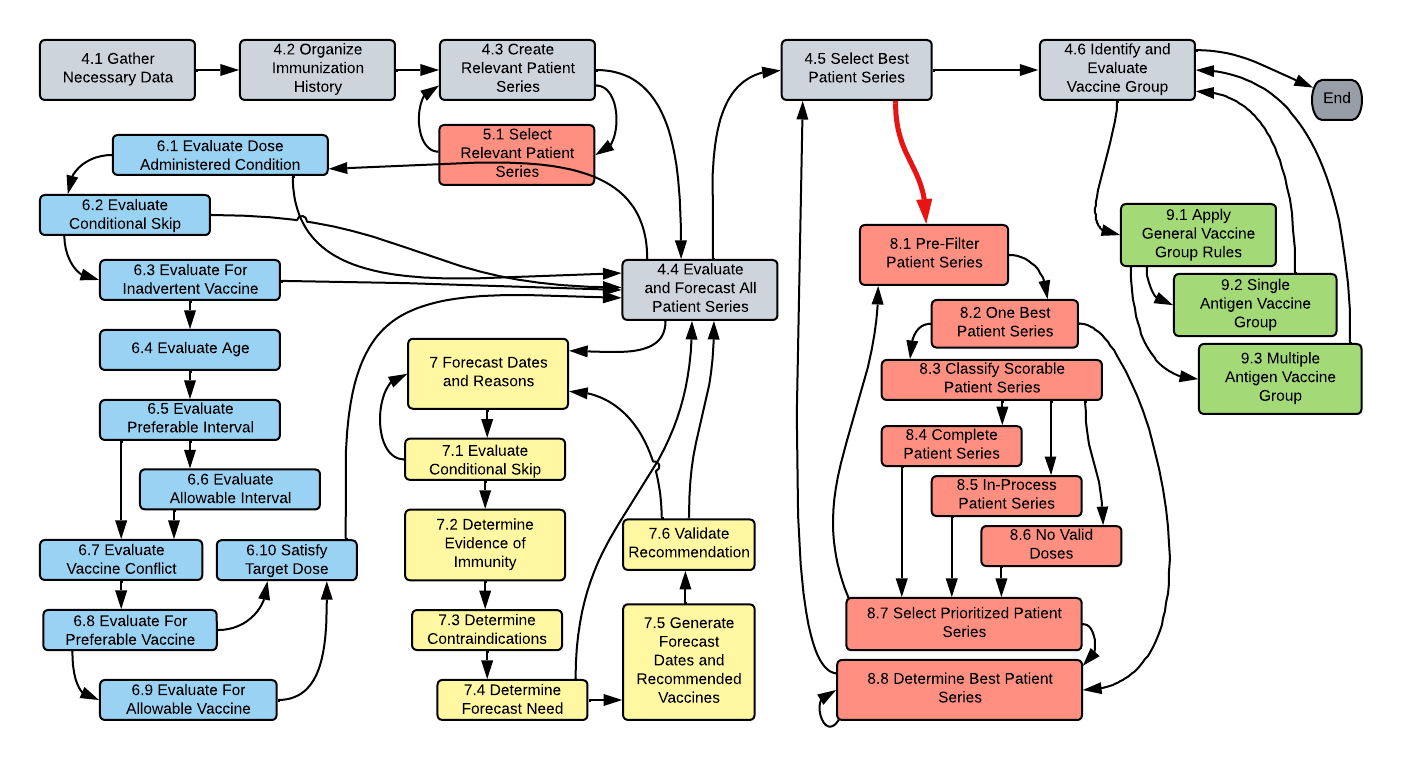 4.1 Gather
Necessary Data
4.2 Organize
Immunization
History
4.3 Create
Relevant Patient
Series
4.5 Select Best
Patient Series
4.6 Identify and
Evaluate
Vaccine Group
End
5.1 Select
Relevant Patient
Series
6.1 Evaluate Dose
Administered Condition
6.2 Evaluate
Conditional Skip
6.3 Evaluate For
Inadvertent Vaccine
6.4 Evaluate Age
6.5 Evaluate
Preferable Interval
6.6 Evaluate
Allowable Interval
6.7 Evaluate
Vaccine Conflict
6.10 Satisfy
Target Dose
6.8 Evaluate For
Preferable Vaccine
6.9 Evaluate For
Allowable Vaccine
4.4 Evaluate
and Forecast All
Patient Series
7 Forecast Dates
and Reasons
7.1 Evaluate
Conditional Skip
7.2 Determine
Evidence of
Immunity
7.3 Determine
Contraindications
7.4 Determine
Forecast Need
7.6 Validate
Recommendation
7.5 Generate
Forecast
Dates and
Recommended
Vaccines
8.1 Pre-Filter
Patient Series
8.2 One Best
Patient Series
8.3 Classify Scorable
Patient Series
8.4 Complete
Patient Series
8.5 In-Process
Patient Series
8.6 No Valid
Doses
8.7 Select Prioritized Patient
Series
8.8 Determine Best Patient
Series
9.1 Apply
General Vaccine
Group Rules
9.2 Single
Antigen Vaccine
Group
9.3 Multiple
Antigen Vaccine
Group